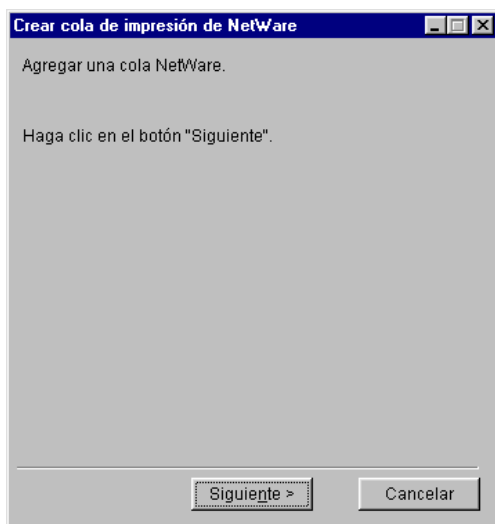 Crear cola de impresión de NetWare
Agregar una cola NetWare.
Haga clic en el botón "Siguiente".
Siguiente >
Cancelar